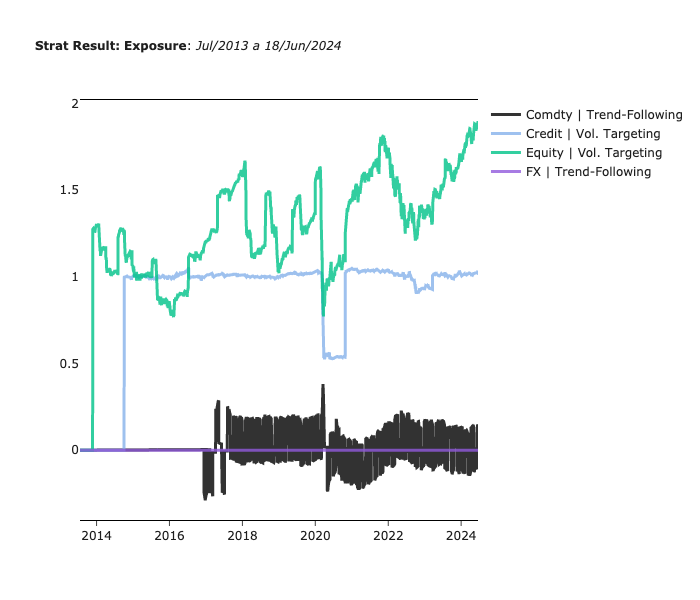 Strat Result: Exposure: Jul/2013 a 18/Jun/2024
2
1.5
1
0.5
0
2014
2016
2018
2020
2022
2024
Comdty | Trend-Following
Credit | Vol. Targeting
Equity | Vol. Targeting
FX | Trend-Following